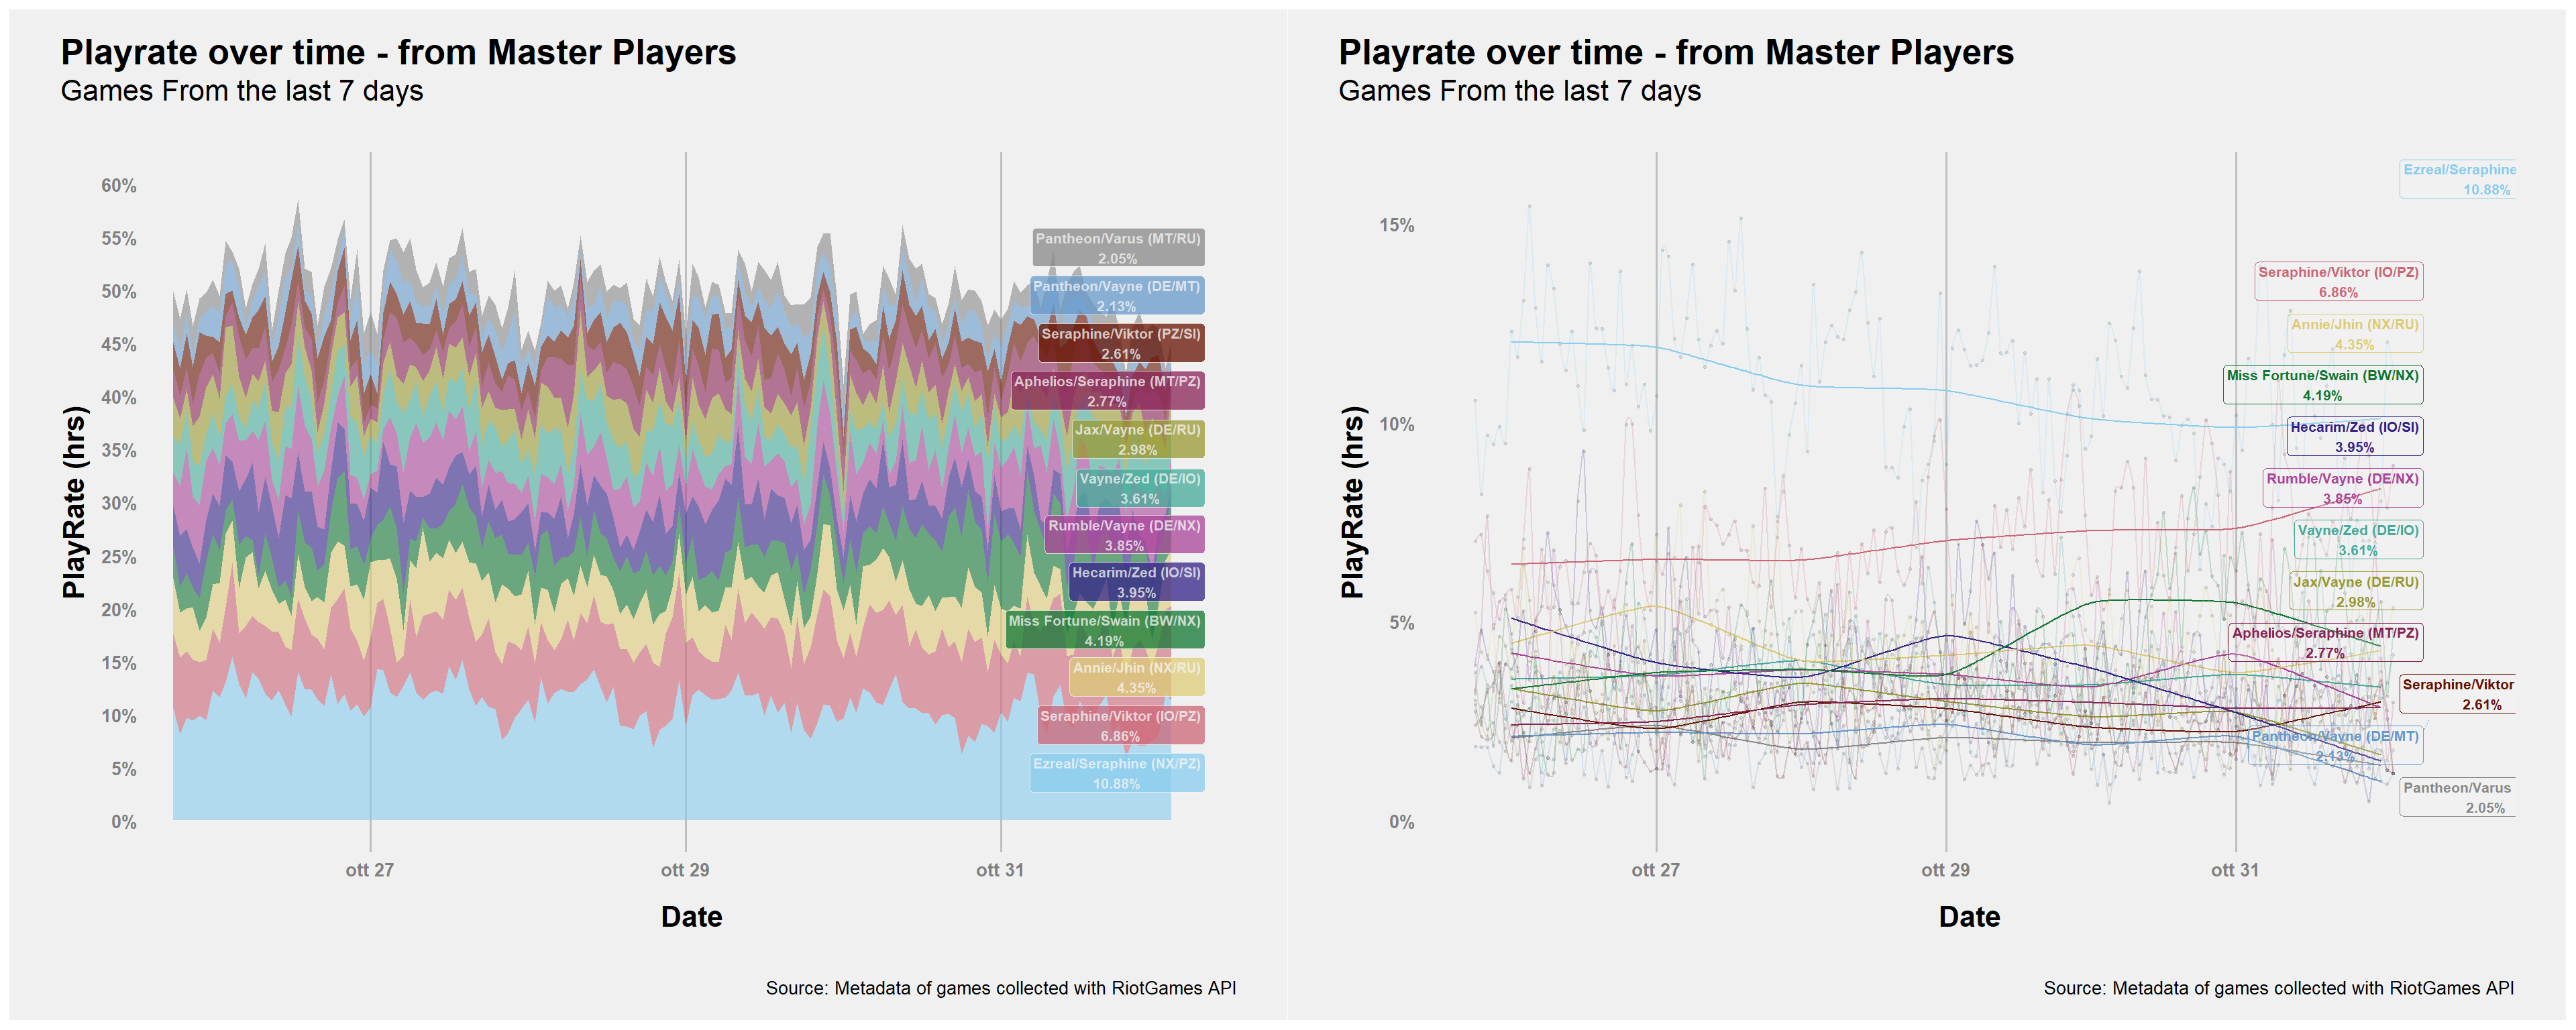 Playrate over time - from Master Players
Games From the last 7 days
PlayRate (hrs)
60%
55%
50%
45%
40%
35%
30%
25%
20%
15%
10%
5%
0%
Pantheon/Varus (MT/RU)
2.05%
Pantheon/Vayne (DE/MT)
2.13%
Seraphine/Viktor (PZ/SI)
2.61%
Aphelios/Seraphine (MT/PZ)
2.77%
Jax/Vayne (DE/RU)
2.98%
Vayne/Zed (DE/IO)
3.61%
Rumble/Vayne (DE/NX)
3.85%
Hecarim/Zed (IO/SI)
3.95%
Miss Fortune/Swain (BW/NX)
4.19%
Annie/Jhin (NX/RU)
4.35%
Seraphine/Viktor (IO/PZ)
6.86%
Ezreal/Seraphine (NX/PZ)
10.88%
ott 27
ott 29
ott 31
Date
Source: Metadata of games collected with RiotGames API
Playrate over time - from Master Players
Games From the last 7 days
PlayRate (hrs)
15%
10%
5%
0%
Ezreal/Seraphine
10.88%
Seraphine/Viktor (IO/PZ)
6.86%
Annie/Jhin (NX/RU)
4.35%
Miss Fortune/Swain (BW/NX)
4.19%
Hecarim/Zed (IO/SI)
3.95%
Rumble/Vayne (DE/NX)
3.85%
Vayne/Zed (DE/IO)
3.61%
Jax/Vayne (DE/RU)
2.98%
Aphelios/Seraphine (MT/PZ)
2.77%
Seraphine/Viktor
2.61%
Pantheon/Vayne (DE/MT)
2.13%
Pantheon/Varus
2.05%
ott 27
ott 29
ott 31
Date
Source: Metadata of games collected with RiotGames API